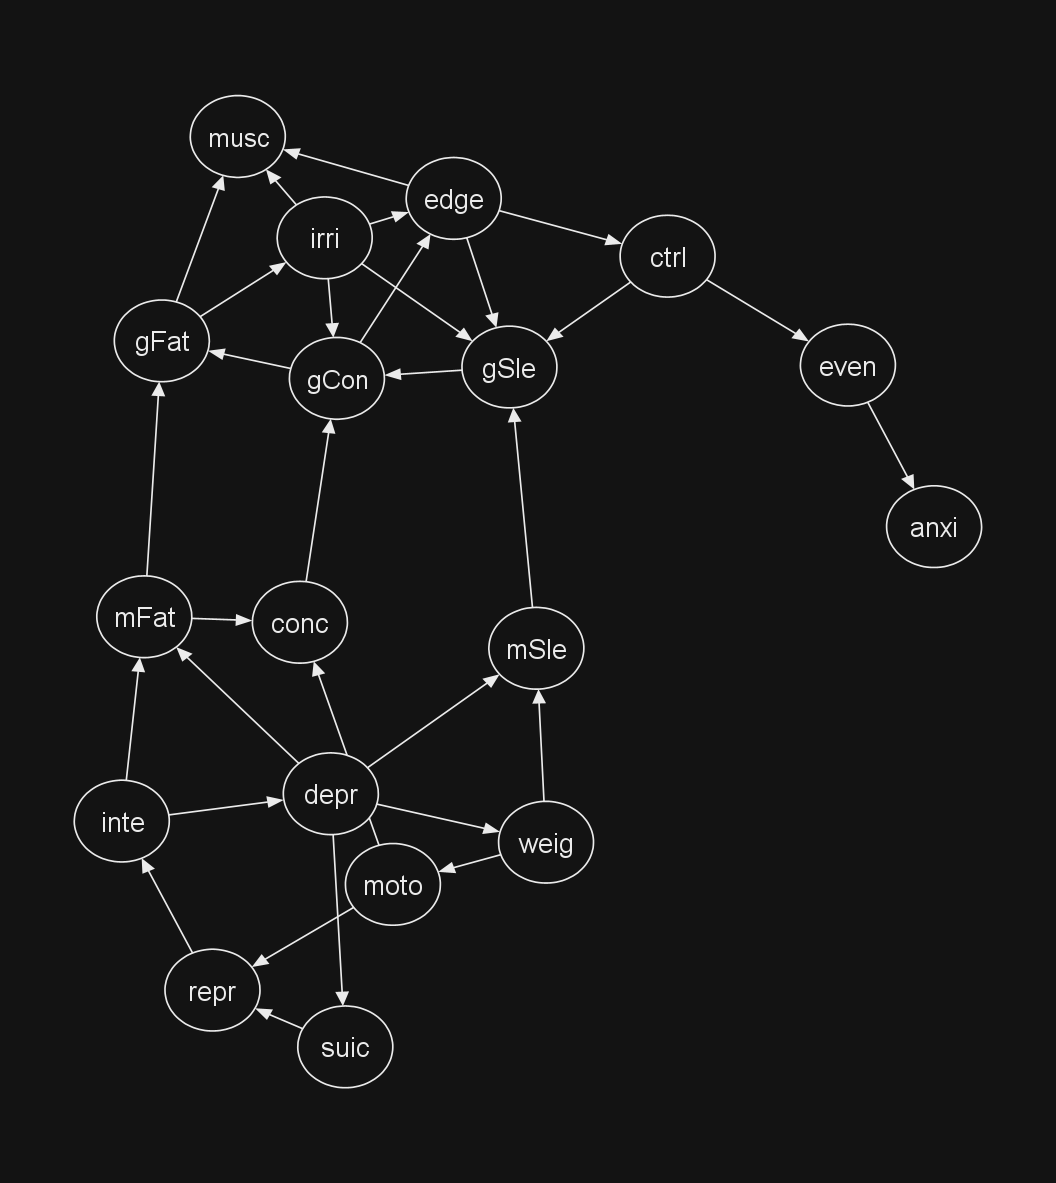 musc
edge
irri
ctrl
gFat
gCon
gSle
even
anxi
mFat
conc
mSle
depr
inte
weig
moto
repr
suic